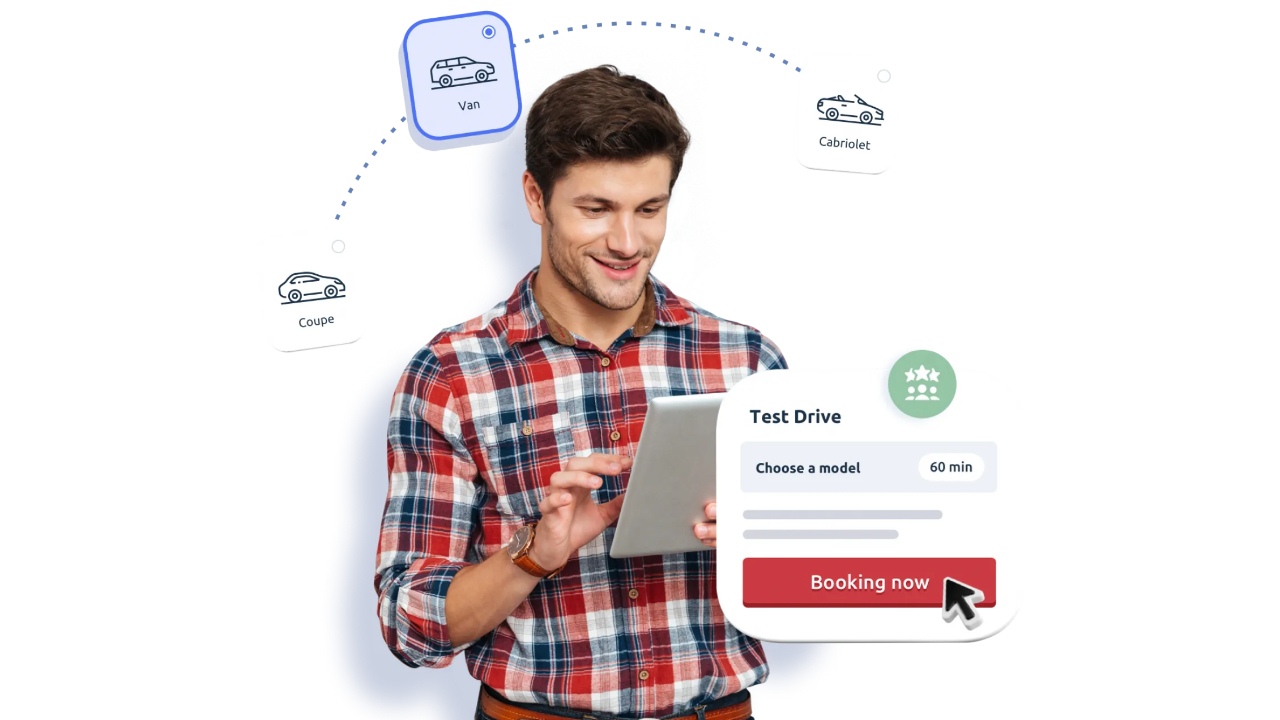 Van
Cabriolet
Coupe
Test Drive
Choose a model
60 min
Booking now